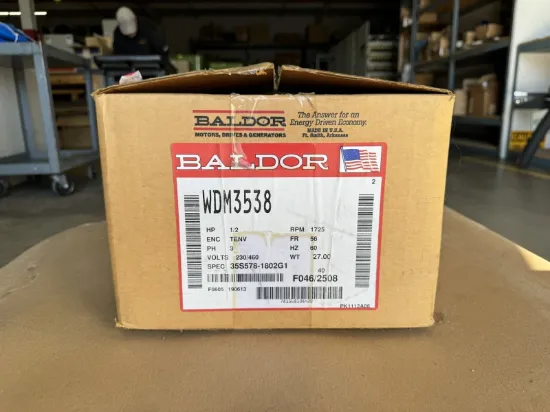 BALDOR
MOTORS, DRIVES & GENERATORS
The Answer for an
Energy Driven Economy.
MADE IN U.S.A.
Ft. Smith, Arkansas
BALDOR
2
WDM3538
HP 1/2 RPM 1725
ENC TENV FR 56
PH 3 HZ 60
VOLTS 230/460 WT 27.00
SPEC 35S578-1802G1
40
F046/2508
PK1112A06